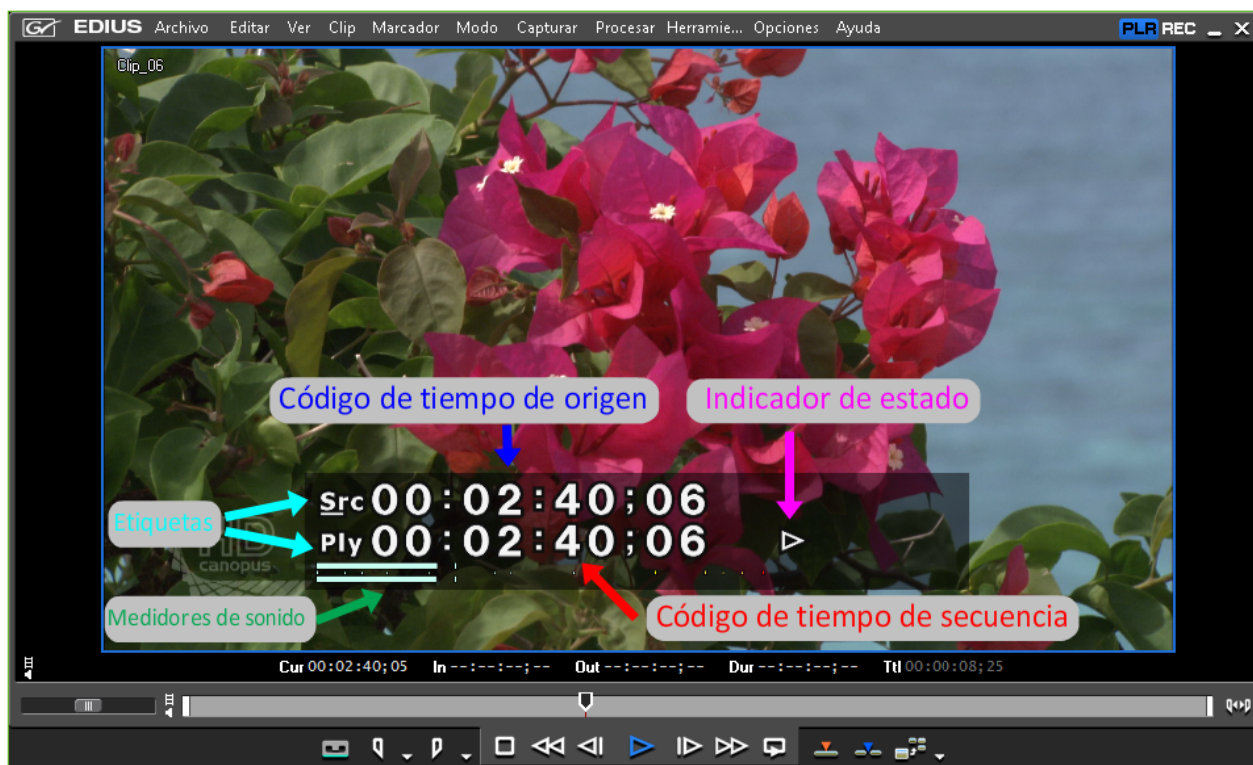 GV EDIUS Archivo Editar Ver Clip Marcador Modo Capturar Procesar Herramie... Opciones Ayuda PLR REC
Clip_06
Código de tiempo de origen
Indicador de estado
Src 00:02:40;06
Etiquetas
Ply 00:02:40;06
HD
canopus
Medidores de sonido
Código de tiempo de secuencia
Cur 00:02:40;05 In --:--:--;-- Out --:--:--;-- Dur --:--:--;-- Ttl 00:00:08;25